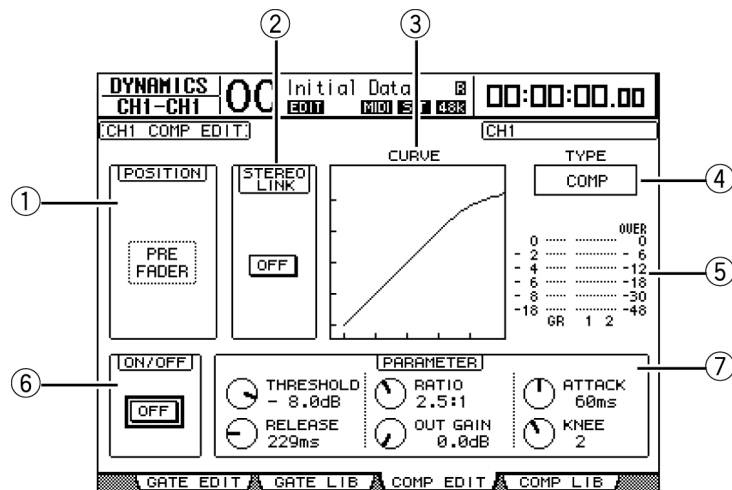 ② ③
DYNAMICS
CH1-CH1
Initial Data
EDIT MIDI 48k
00:00:00.00
CH1 COMP EDIT
CH1
① POSITION
PRE
FADER
STEREO
LINK
OFF
CURVE
TYPE
COMP ④
OVER
0 0
- 2 - 6
- 4 -12
- 6 -18
- 8 -30
-18 -48
GR 1 2
⑤
⑥ ON/OFF
OFF
PARAMETER ⑦
THRESHOLD
- 8.0dB
RATIO
2.5:1
ATTACK
60ms
RELEASE
229ms
OUT GAIN
0.0dB
KNEE
2
GATE EDIT GATE LIB COMP EDIT COMP LIB